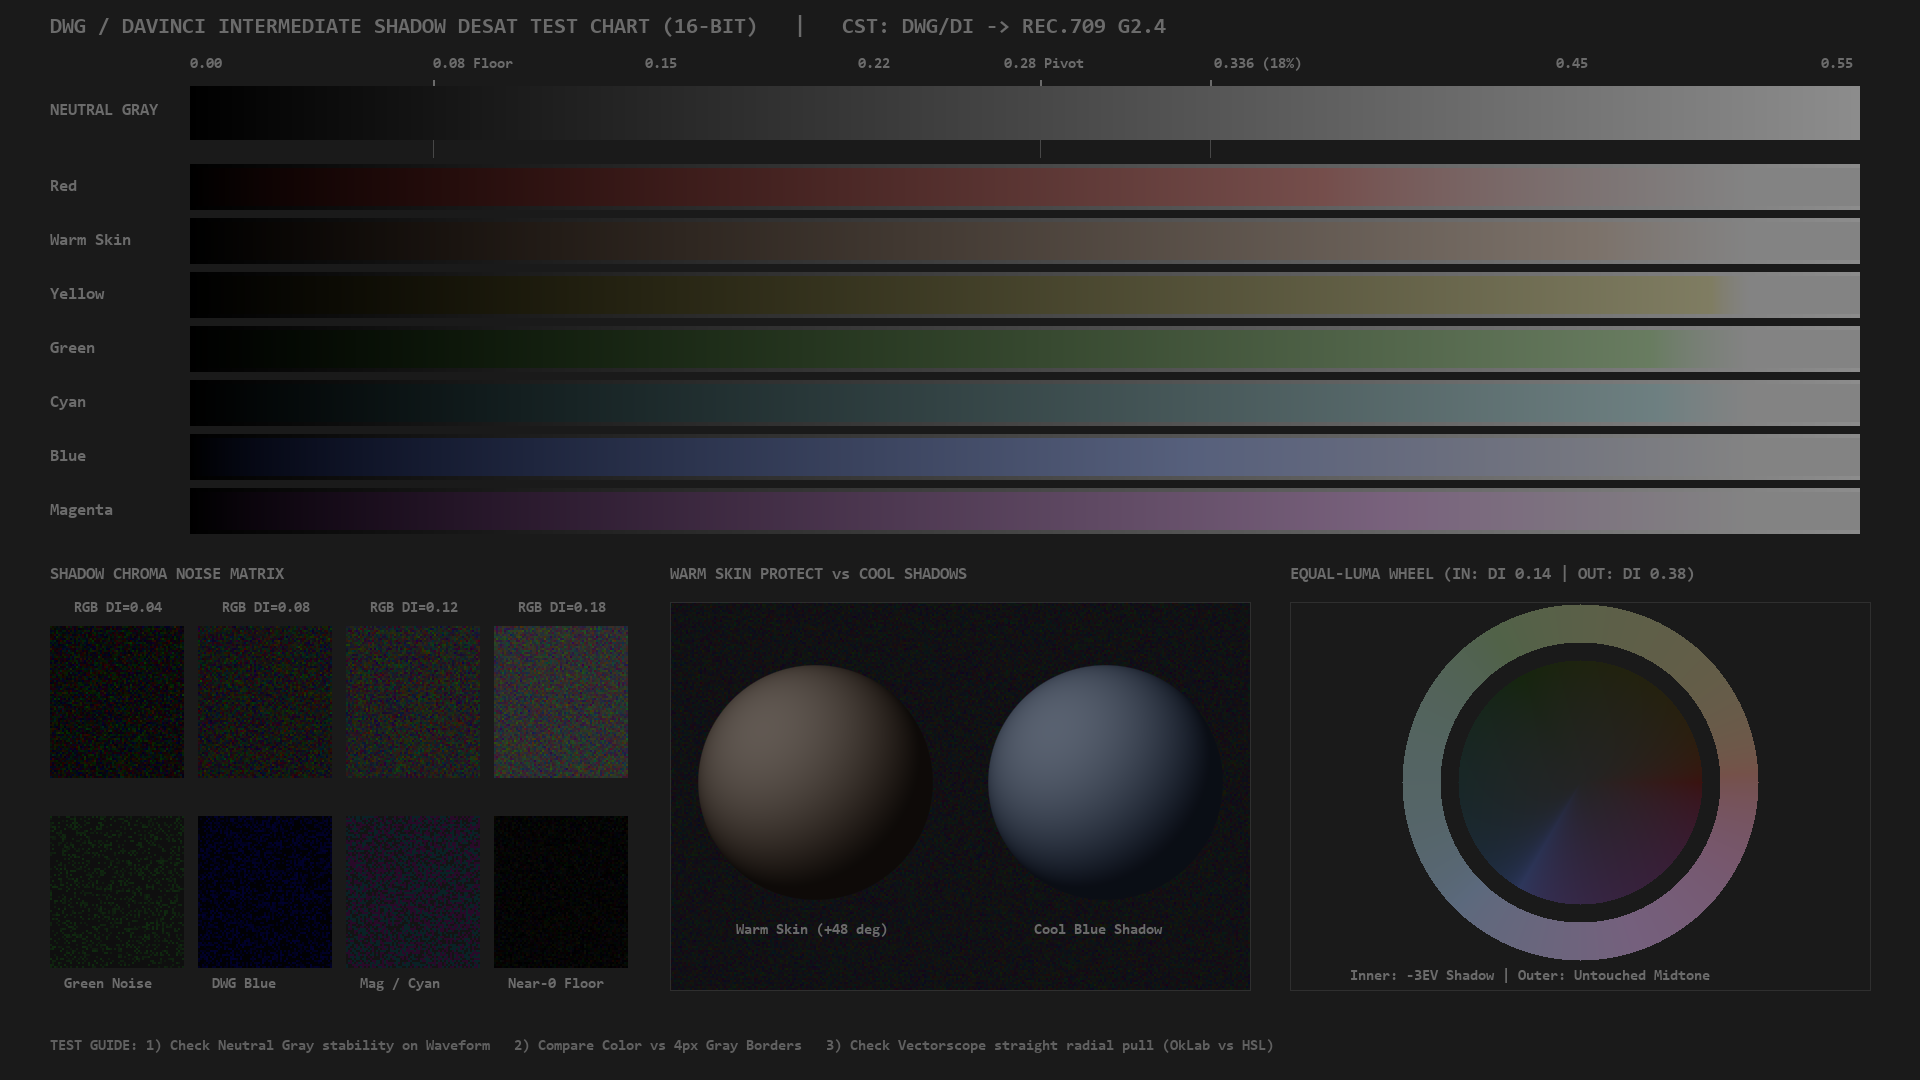 DWG / DAVINCI INTERMEDIATE SHADOW DESAT TEST CHART (16-BIT) | CST: DWG/DI -> REC.709 G2.4
0.00 0.08 Floor 0.15 0.22 0.28 Pivot 0.336 (18%) 0.45 0.55
NEUTRAL GRAY
Red
Warm Skin
Yellow
Green
Cyan
Blue
Magenta
SHADOW CHROMA NOISE MATRIX
RGB DI=0.04 RGB DI=0.08 RGB DI=0.12 RGB DI=0.18
Green Noise DWG Blue Mag / Cyan Near-0 Floor
WARM SKIN PROTECT vs COOL SHADOWS
Warm Skin (+48 deg) Cool Blue Shadow
EQUAL-LUMA WHEEL (IN: DI 0.14 | OUT: DI 0.38)
Inner: -3EV Shadow | Outer: Untouched Midtone
TEST GUIDE: 1) Check Neutral Gray stability on Waveform 2) Compare Color vs 4px Gray Borders 3) Check Vectorscope straight radial pull (OkLab vs HSL)